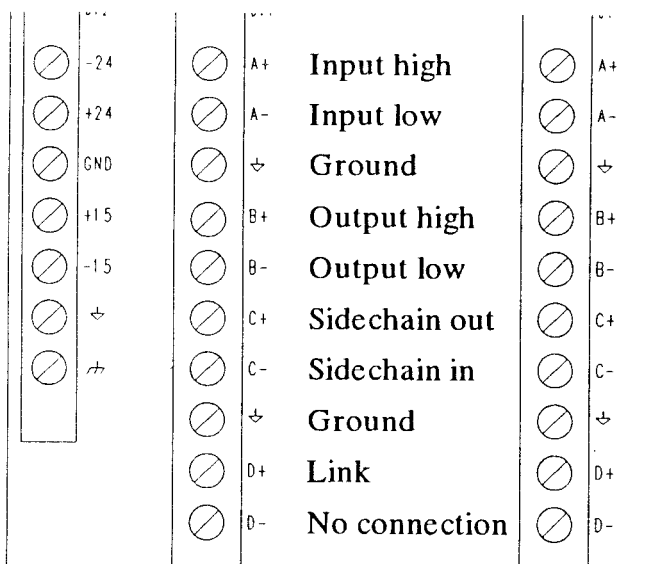 -24 A+ Input high A+
+24 A- Input low A-
GND Ground
+15 B+ Output high B+
-15 B- Output low B-
C+ Sidechain out C+
C- Sidechain in C-
Ground
D+ Link D+
D- No connection D-